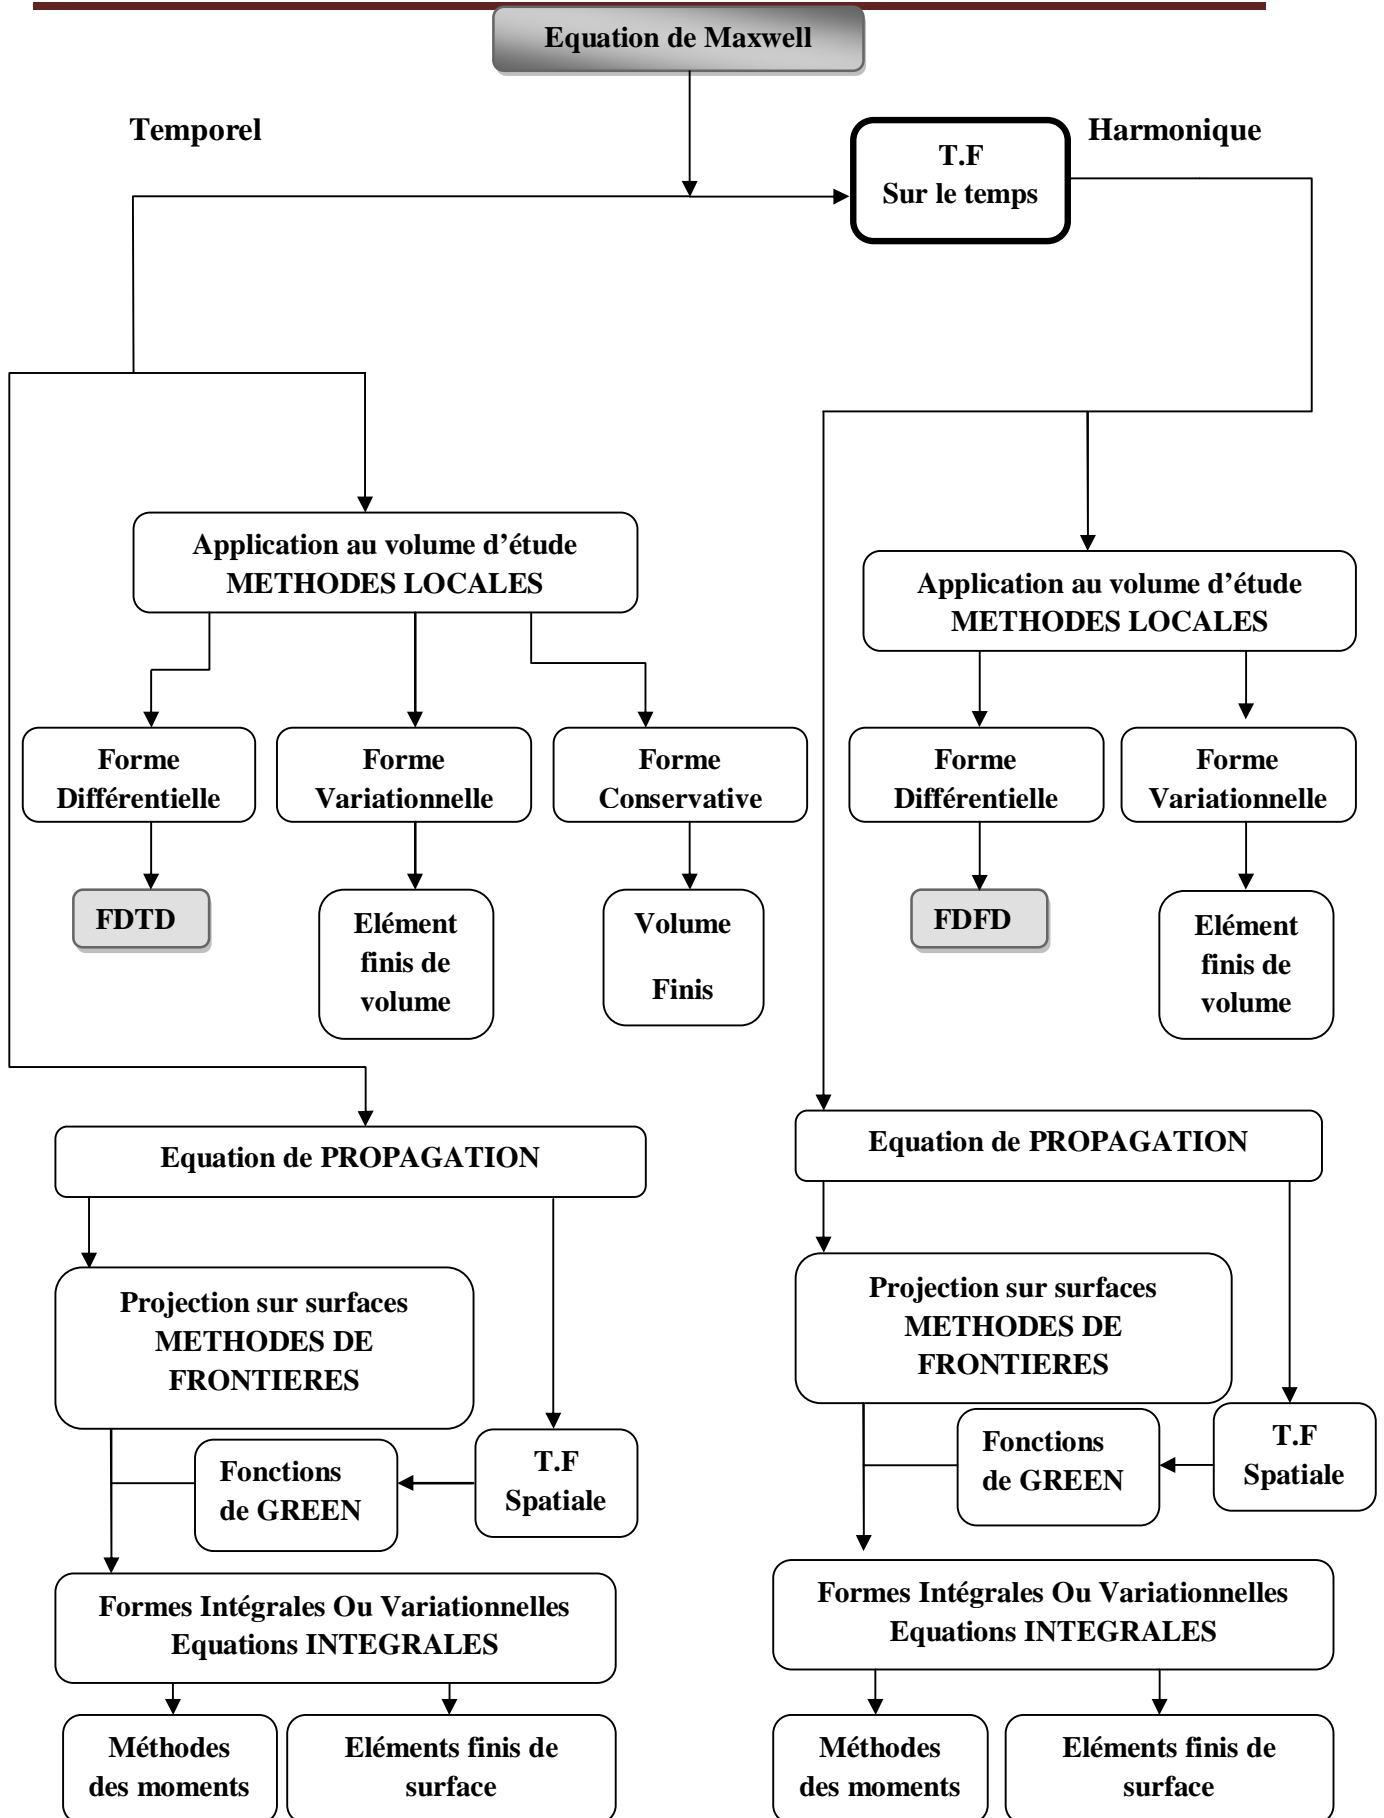 Equation de Maxwell
Temporel
T.F
Sur le temps
Harmonique
Application au volume d’étude
METHODES LOCALES
Application au volume d’étude
METHODES LOCALES
Forme
Différentielle
Forme
Variationnelle
Forme
Conservative
Forme
Différentielle
Forme
Variationnelle
FDTD
Elément
finis de
volume
Volume
Finis
FDFD
Elément
finis de
volume
Equation de PROPAGATION
Equation de PROPAGATION
Projection sur surfaces
METHODES DE
FRONTIERES
Projection sur surfaces
METHODES DE
FRONTIERES
Fonctions
de GREEN
T.F
Spatiale
Fonctions
de GREEN
T.F
Spatiale
Formes Intégrales Ou Variationnelles
Equations INTEGRALES
Formes Intégrales Ou Variationnelles
Equations INTEGRALES
Méthodes
des moments
Eléments finis de
surface
Méthodes
des moments
Eléments finis de
surface